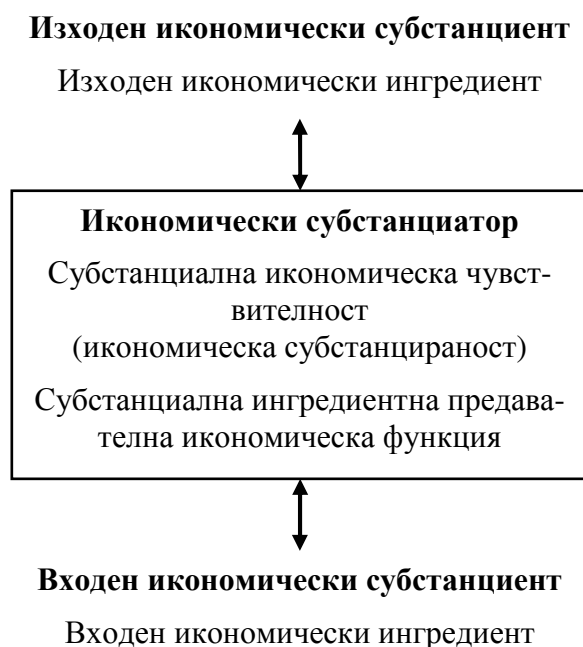 Изходен икономически субстанциент
Изходен икономически ингредиент
Икономически субстанциатор
Субстанциална икономическа чувст-
вителност
(икономическа субстанцираност)
Субстанциална ингредиентна предава-
телна икономическа функция
Входен икономически субстанциент
Входен икономически ингредиент